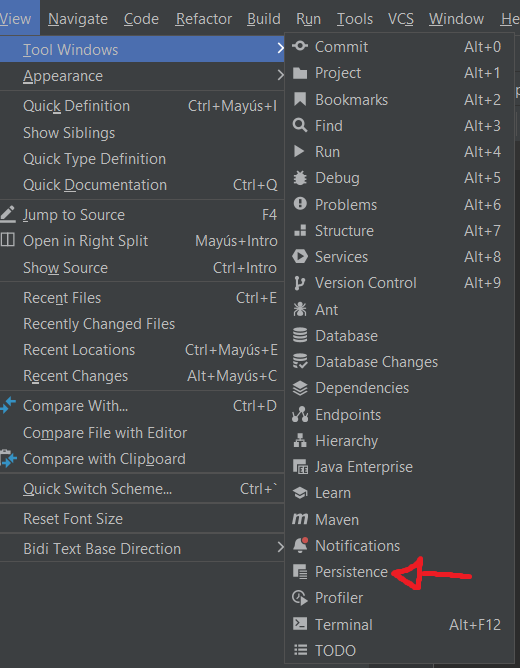 View Navigate Code Refactor Build Run Tools VCS Window Help
Tool Windows
Appearance
Quick Definition Ctrl+Mayús+I
Show Siblings
Quick Type Definition
Quick Documentation Ctrl+Q
Jump to Source F4
Open in Right Split Mayús+Intro
Show Source Ctrl+Intro
Recent Files Ctrl+E
Recently Changed Files
Recent Locations Ctrl+Mayús+E
Recent Changes Alt+Mayús+C
Compare With... Ctrl+D
Compare File with Editor
Compare with Clipboard
Quick Switch Scheme... Ctrl+`
Reset Font Size
Bidi Text Base Direction
Commit Alt+0
Project Alt+1
Bookmarks Alt+2
Find Alt+3
Run Alt+4
Debug Alt+5
Problems Alt+6
Structure Alt+7
Services Alt+8
Version Control Alt+9
Ant
Database
Database Changes
Dependencies
Endpoints
Hierarchy
Java Enterprise
Learn
Maven
Notifications
Persistence
Profiler
Terminal Alt+F12
TODO